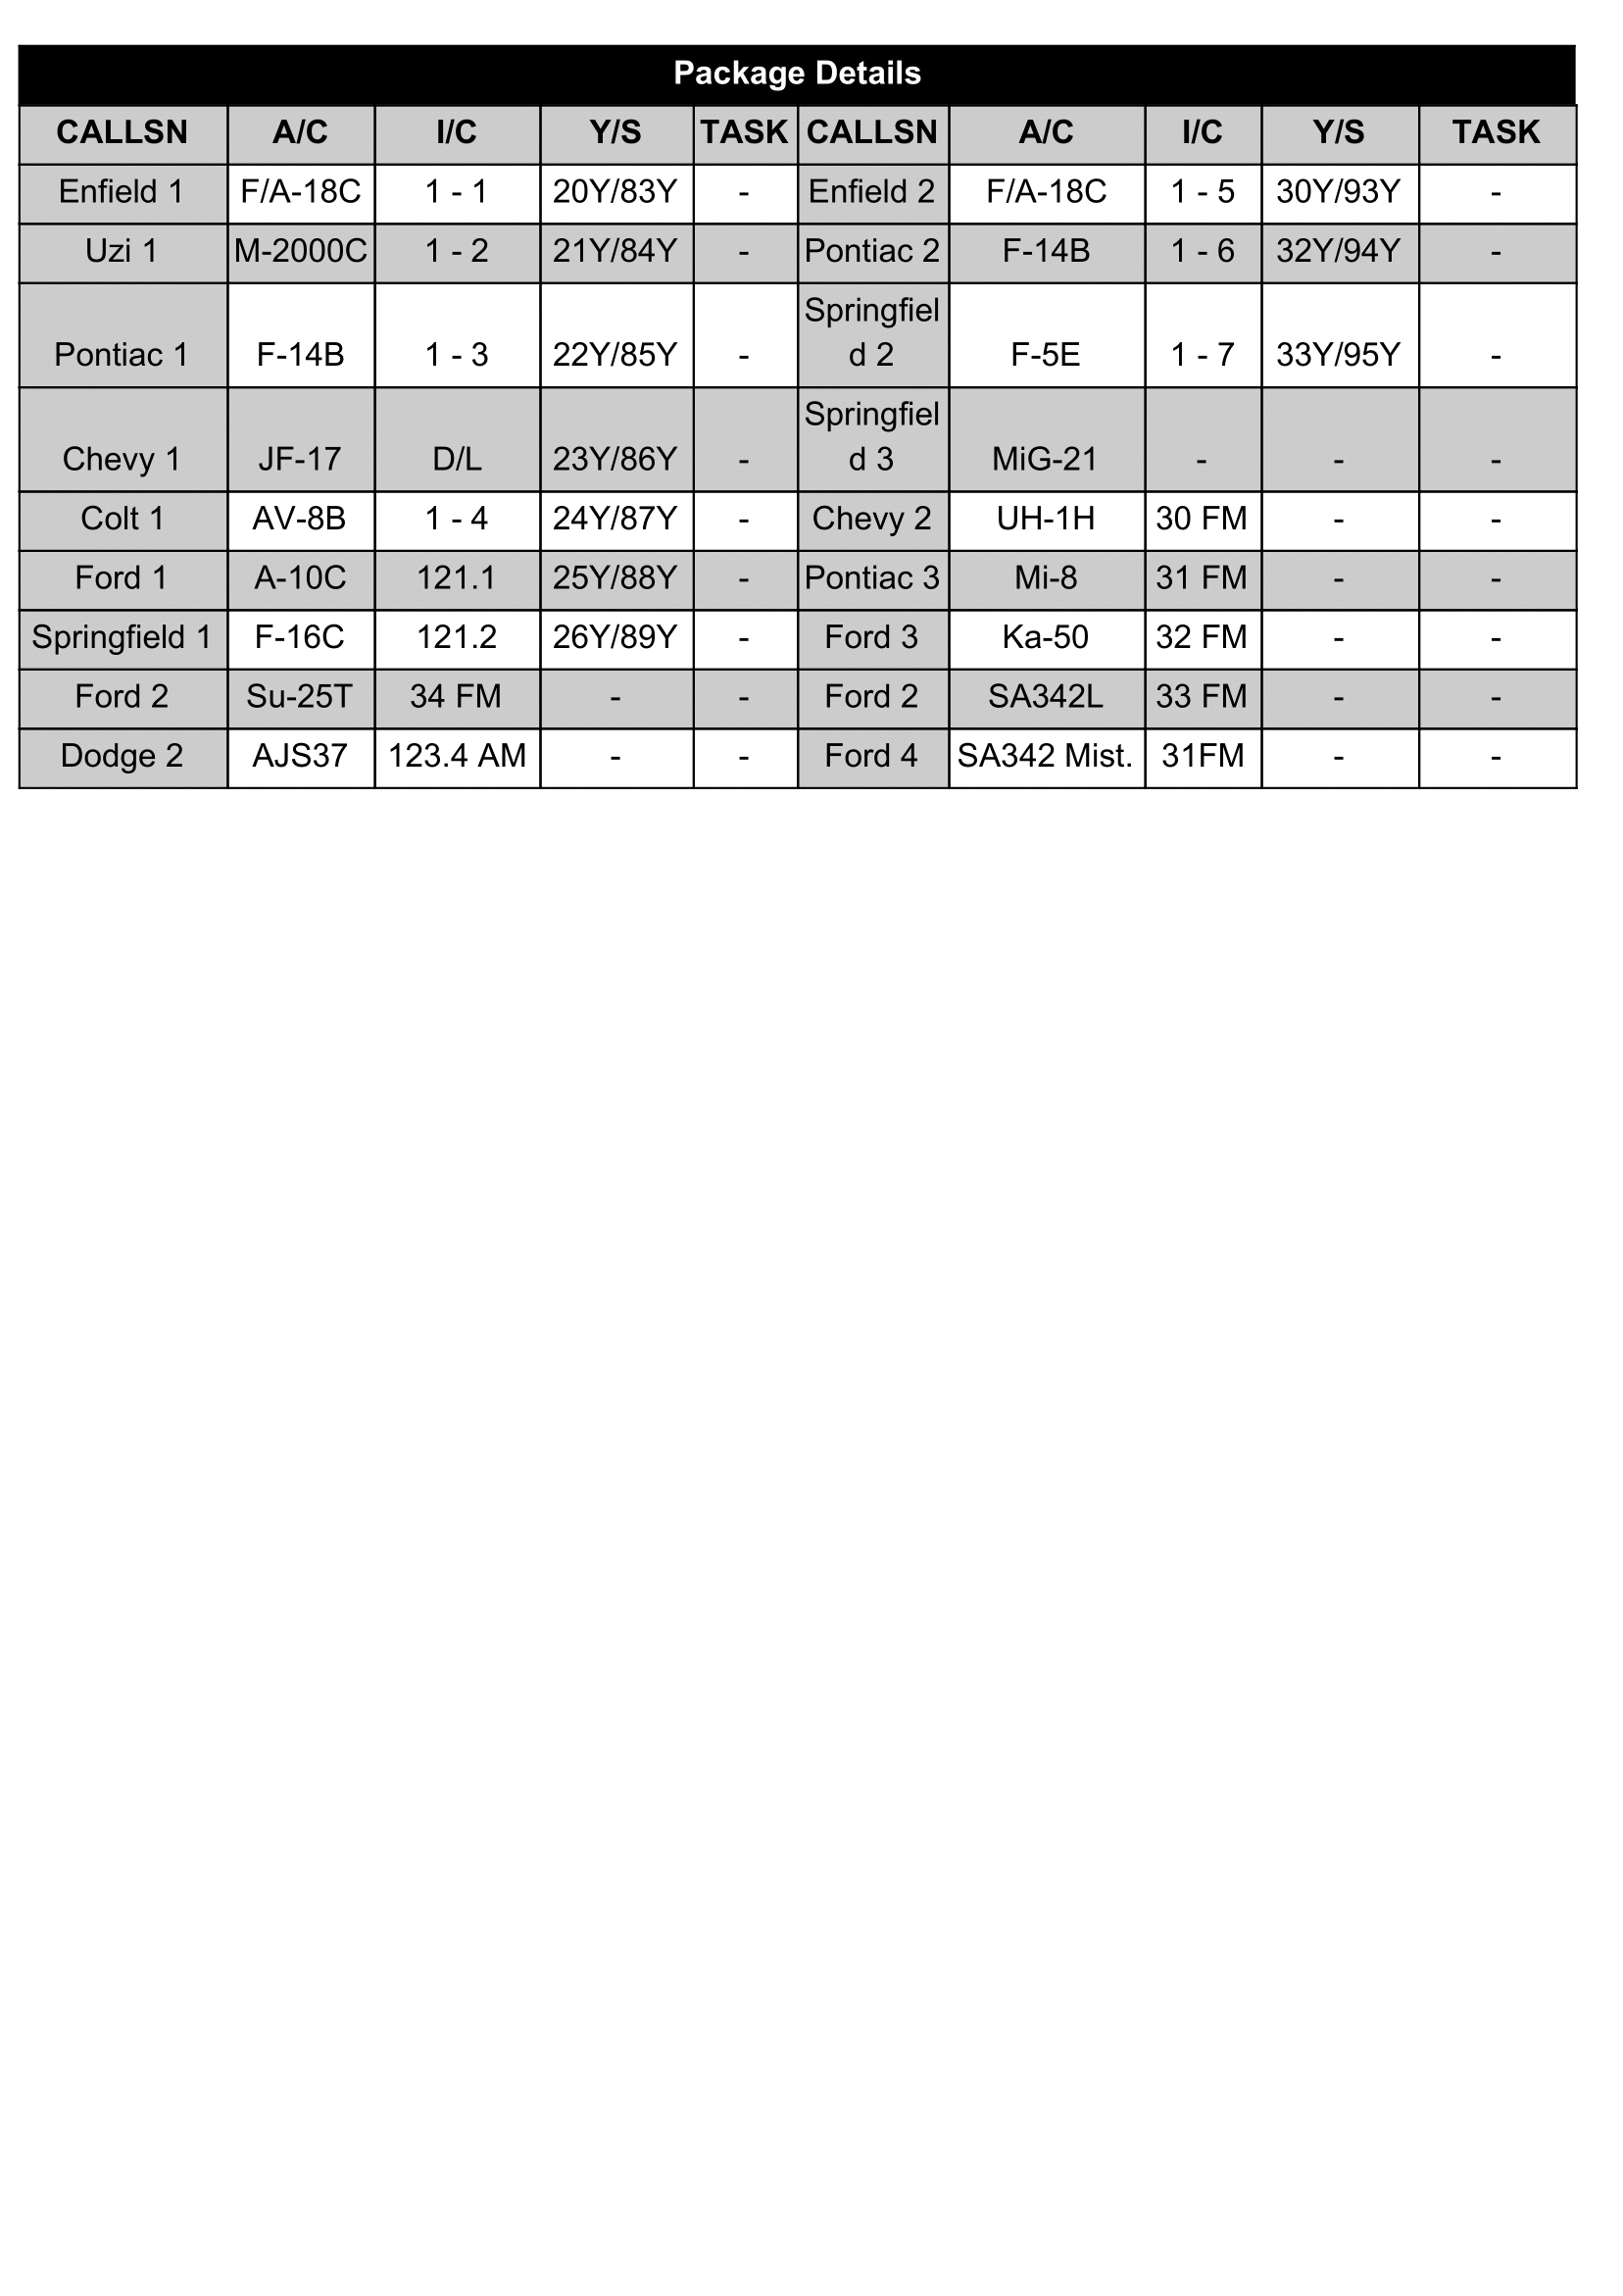 Package Details
CALLSN A/C I/C Y/S TASK CALLSN A/C I/C Y/S TASK
Enfield 1 F/A-18C 1 - 1 20Y/83Y - Enfield 2 F/A-18C 1 - 5 30Y/93Y -
Uzi 1 M-2000C 1 - 2 21Y/84Y - Pontiac 2 F-14B 1 - 6 32Y/94Y -
Springfiel
Pontiac 1 F-14B 1 - 3 22Y/85Y - d 2 F-5E 1 - 7 33Y/95Y -
Springfiel
Chevy 1 JF-17 D/L 23Y/86Y - d 3 MiG-21 - - -
Colt 1 AV-8B 1 - 4 24Y/87Y - Chevy 2 UH-1H 30 FM - -
Ford 1 A-10C 121.1 25Y/88Y - Pontiac 3 Mi-8 31 FM - -
Springfield 1 F-16C 121.2 26Y/89Y - Ford 3 Ka-50 32 FM - -
Ford 2 Su-25T 34 FM - - Ford 2 SA342L 33 FM - -
Dodge 2 AJS37 123.4 AM - - Ford 4 SA342 Mist. 31FM - -